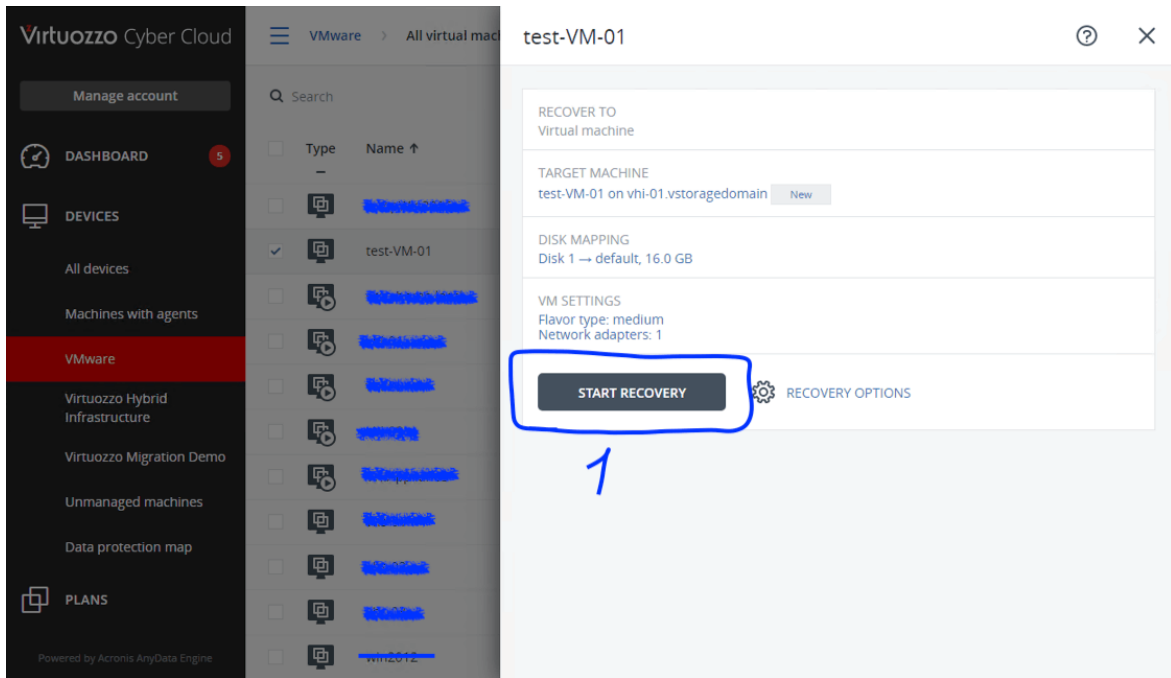 Virtuozzo Cyber Cloud
Manage account
DASHBOARD 5
DEVICES
All devices
Machines with agents
VMware
Virtuozzo Hybrid
Infrastructure
Virtuozzo Migration Demo
Unmanaged machines
Data protection map
PLANS
Powered by Acronis AnyData Engine
VMware > All virtual mac
Search
Type Name ↑
test-VM-01
win2012
test-VM-01
RECOVER TO
Virtual machine
TARGET MACHINE
test-VM-01 on vhi-01.vstoragedomain New
DISK MAPPING
Disk 1 → default, 16.0 GB
VM SETTINGS
Flavor type: medium
Network adapters: 1
START RECOVERY RECOVERY OPTIONS
1